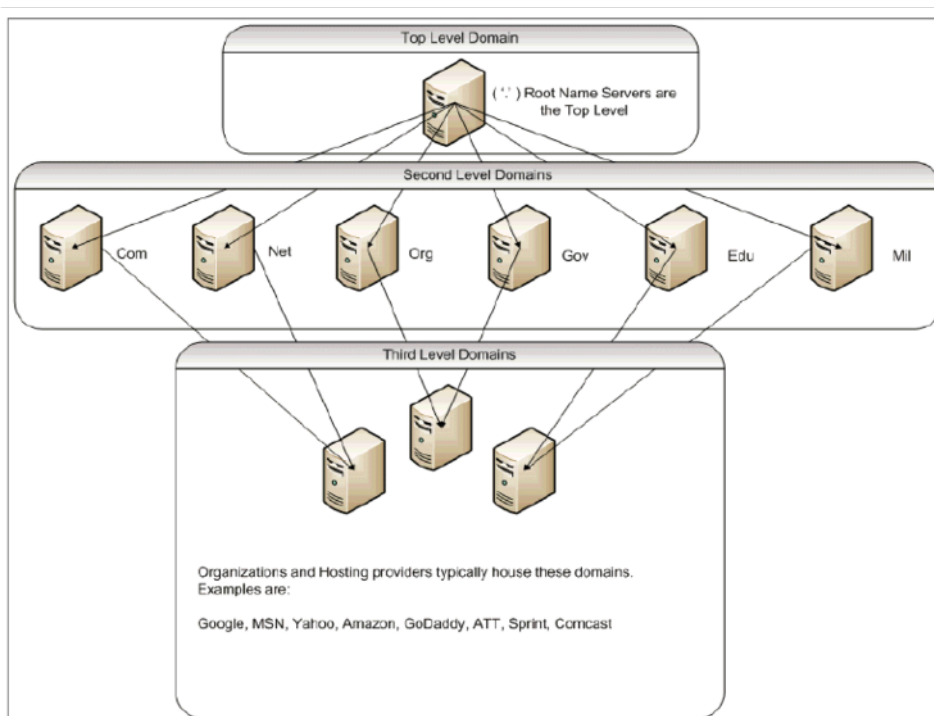 Top Level Domain
( '.' ) Root Name Servers are
the Top Level
Second Level Domains
Com
Net
Org
Gov
Edu
Mil
Third Level Domains
Organizations and Hosting providers typically house these domains.
Examples are:
Google, MSN, Yahoo, Amazon, GoDaddy, ATT, Sprint, Comcast